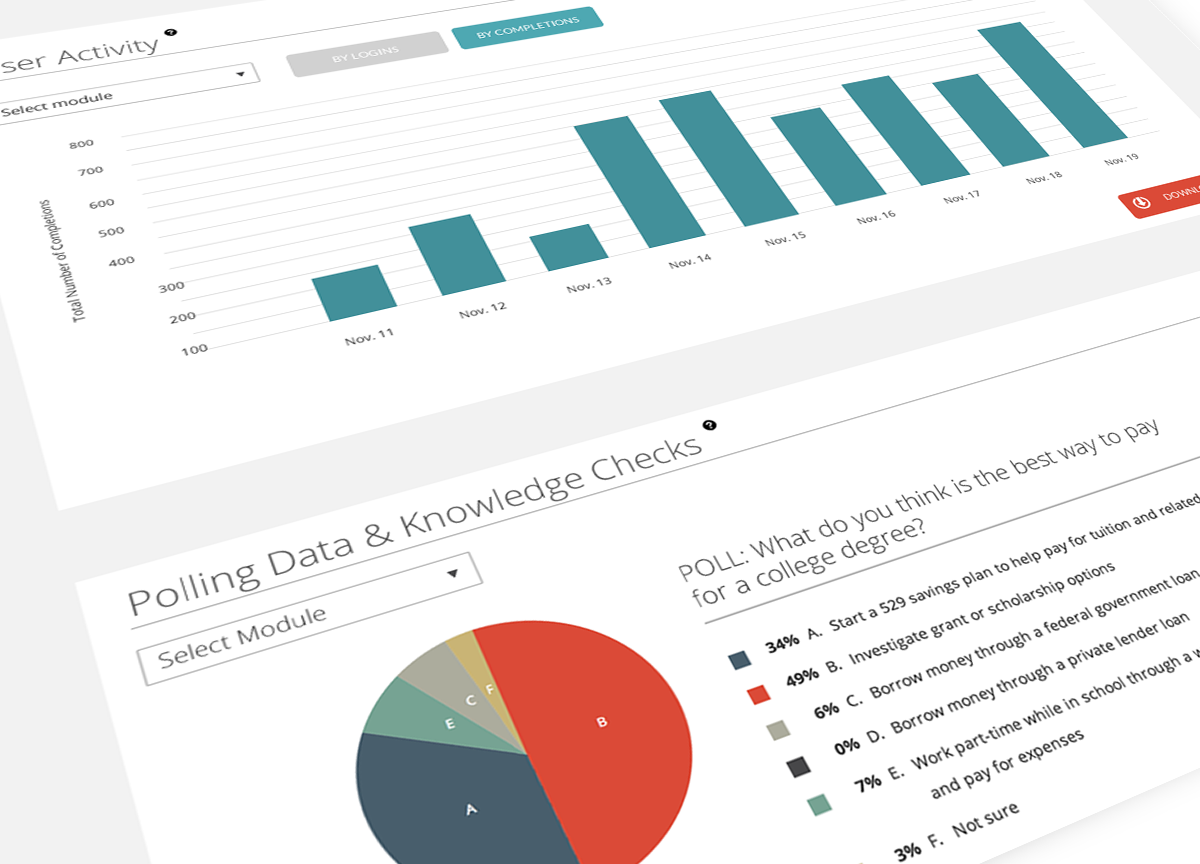 ser Activity
BY LOGINS
BY COMPLETIONS
Select module
Total Number of Completions
800
700
600
500
400
300
200
100
Nov. 11
Nov. 12
Nov. 13
Nov. 14
Nov. 15
Nov. 16
Nov. 17
Nov. 18
Nov. 19
DOWNLO
Polling Data & Knowledge Checks
Select Module
B
F
C
E
A
POLL: What do you think is the best way to pay
for a college degree?
34% A. Start a 529 savings plan to help pay for tuition and related
49% B. Investigate grant or scholarship options
6% C. Borrow money through a federal government loan
0% D. Borrow money through a private lender loan
7% E. Work part-time while in school through a w
and pay for expenses
3% F. Not sure